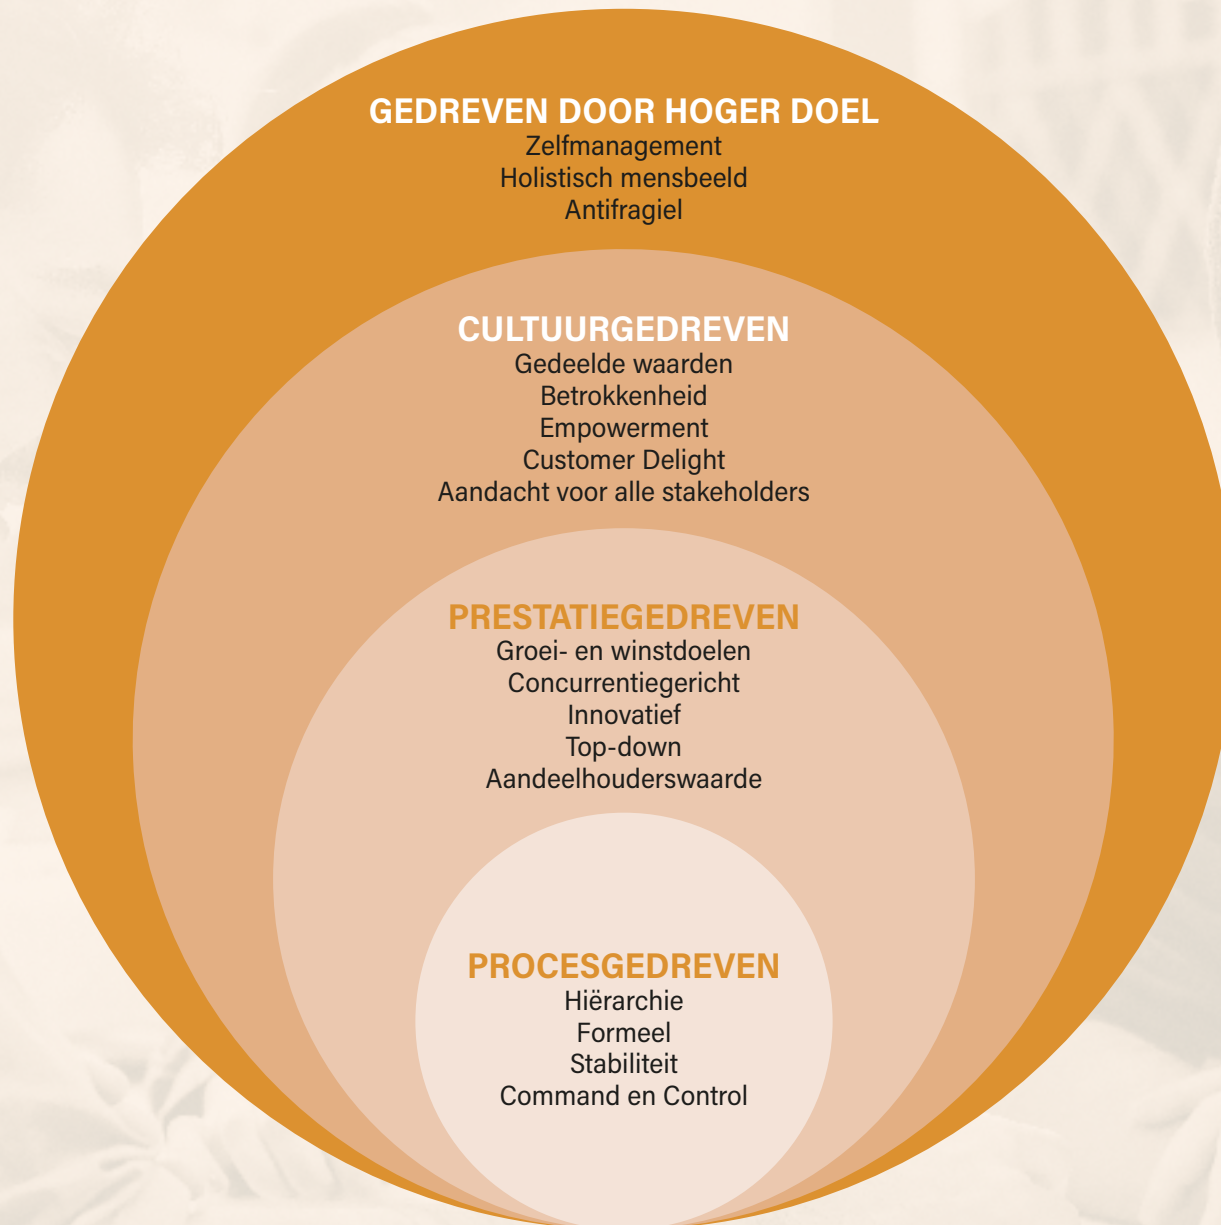 GEDREVEN DOOR HOGER DOEL
Zelfmanagement
Holistisch mensbeeld
Antifragiel
CULTUURGEDREVEN
Gedeelde waarden
Betrokkenheid
Empowerment
Customer Delight
Aandacht voor alle stakeholders
PRESTATIEGEDREVEN
Groei- en winstdoelen
Concurrentiegericht
Innovatief
Top-down
Aandeelhouderswaarde
PROCESGEDREVEN
Hiërarchie
Formeel
Stabiliteit
Command en Control